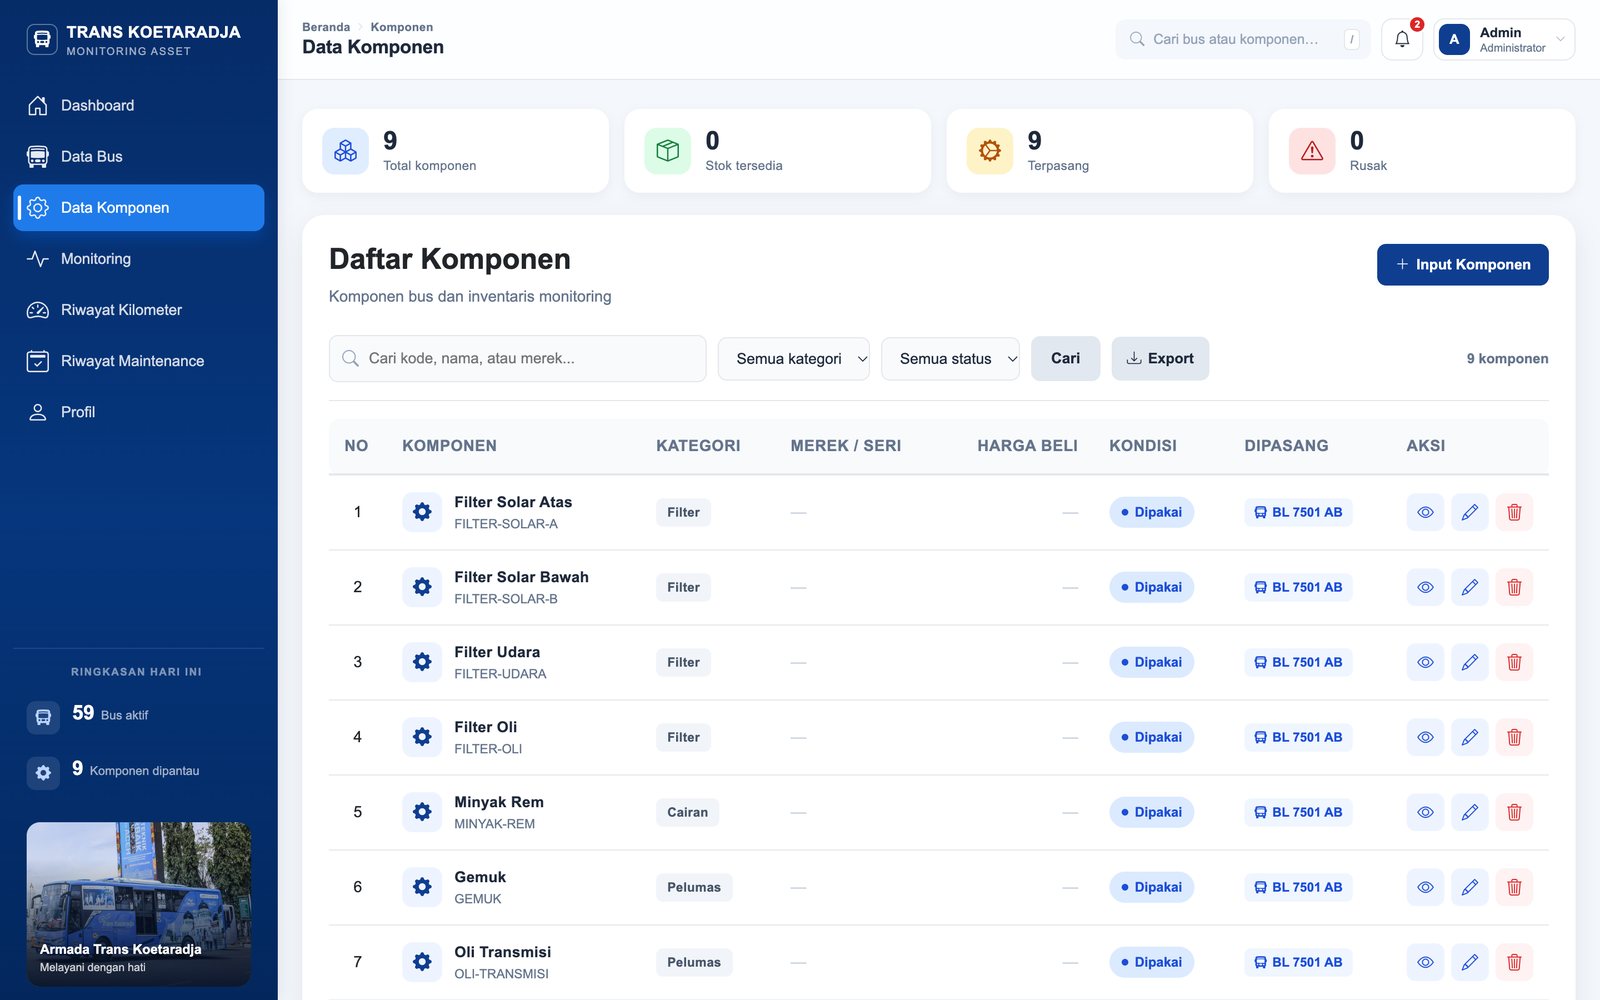 TRANS KOETARADJA
MONITORING ASSET
Dashboard
Data Bus
Data Komponen
Monitoring
Riwayat Kilometer
Riwayat Maintenance
Profil
RINGKASAN HARI INI
59 Bus aktif
9 Komponen dipantau
Armada Trans Koetaradja
Melayani dengan hati
Beranda Komponen
Data Komponen
Cari bus atau komponen... /
2
A
Admin
Administrator
9
Total komponen
0
Stok tersedia
9
Terpasang
0
Rusak
Daftar Komponen
Komponen bus dan inventaris monitoring
+ Input Komponen
Cari kode, nama, atau merek... Semua kategori Semua status Cari Export 9 komponen
NO KOMPONEN KATEGORI MEREK / SERI HARGA BELI KONDISI DIPASANG AKSI
1 Filter Solar Atas Filter — — Dipakai BL 7501 AB
FILTER-SOLAR-A
2 Filter Solar Bawah Filter — — Dipakai BL 7501 AB
FILTER-SOLAR-B
3 Filter Udara Filter — — Dipakai BL 7501 AB
FILTER-UDARA
4 Filter Oli Filter — — Dipakai BL 7501 AB
FILTER-OLI
5 Minyak Rem Cairan — — Dipakai BL 7501 AB
MINYAK-REM
6 Gemuk Pelumas — — Dipakai BL 7501 AB
GEMUK
7 Oli Transmisi Pelumas — — Dipakai BL 7501 AB
OLI-TRANSMISI